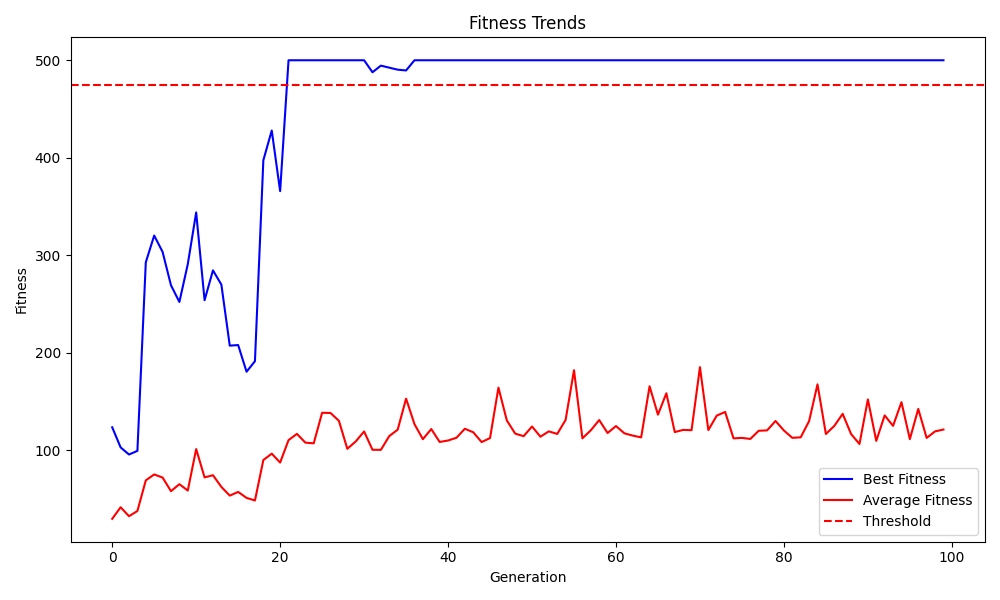 Fitness Trends
500
400
300
200
100
Fitness
0
20
40
60
80
100
Generation
Best Fitness
Average Fitness
Threshold